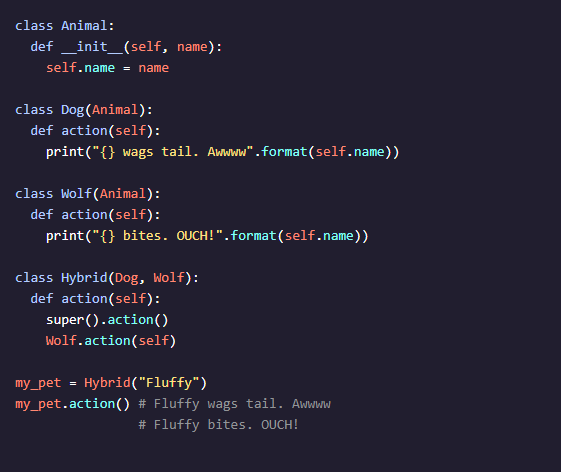 class Animal:
  def __init__(self, name):
    self.name = name

class Dog(Animal):
  def action(self):
    print("{} wags tail. Awwww".format(self.name))

class Wolf(Animal):
  def action(self):
    print("{} bites. OUCH!".format(self.name))

class Hybrid(Dog, Wolf):
  def action(self):
    super().action()
    Wolf.action(self)

my_pet = Hybrid("Fluffy")
my_pet.action() # Fluffy wags tail. Awwww
                # Fluffy bites. OUCH!